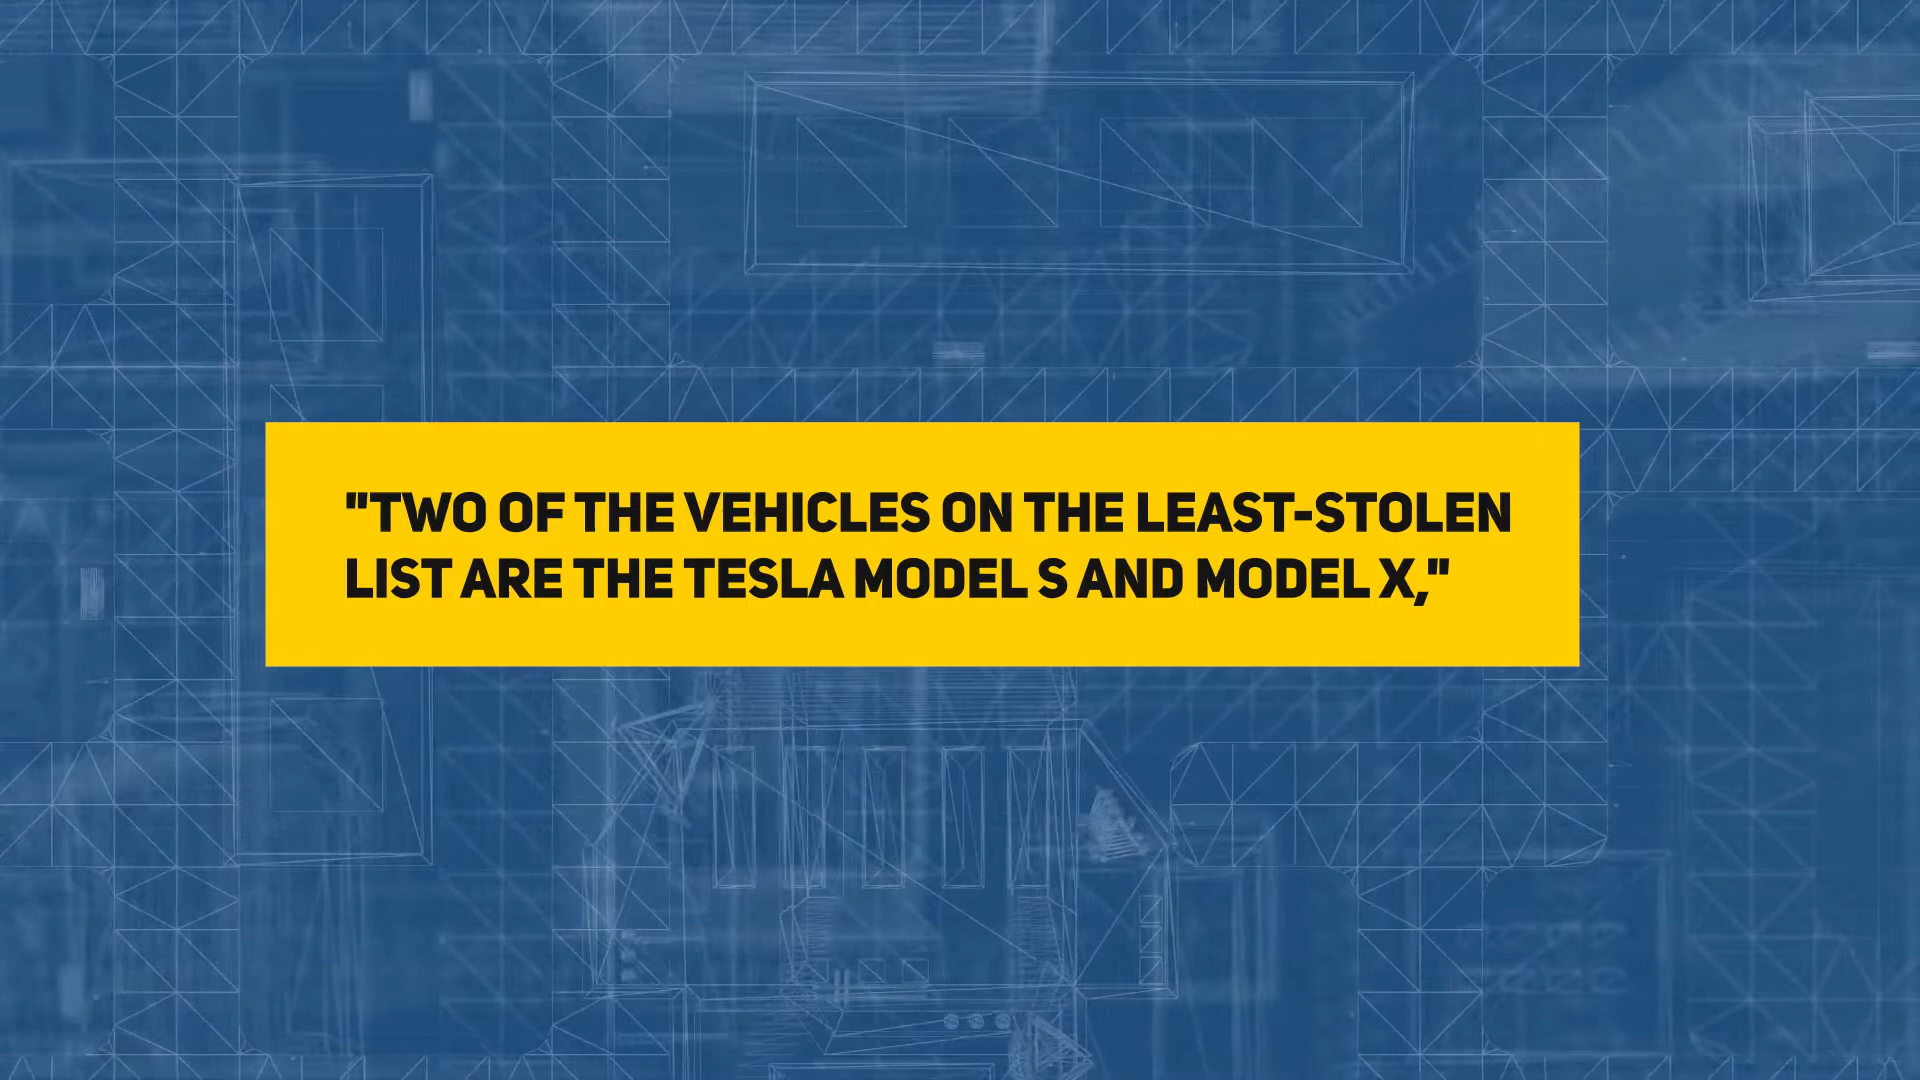 "TWO OF THE VEHICLES ON THE LEAST-STOLEN
LIST ARE THE TESLA MODEL S AND MODEL X,"